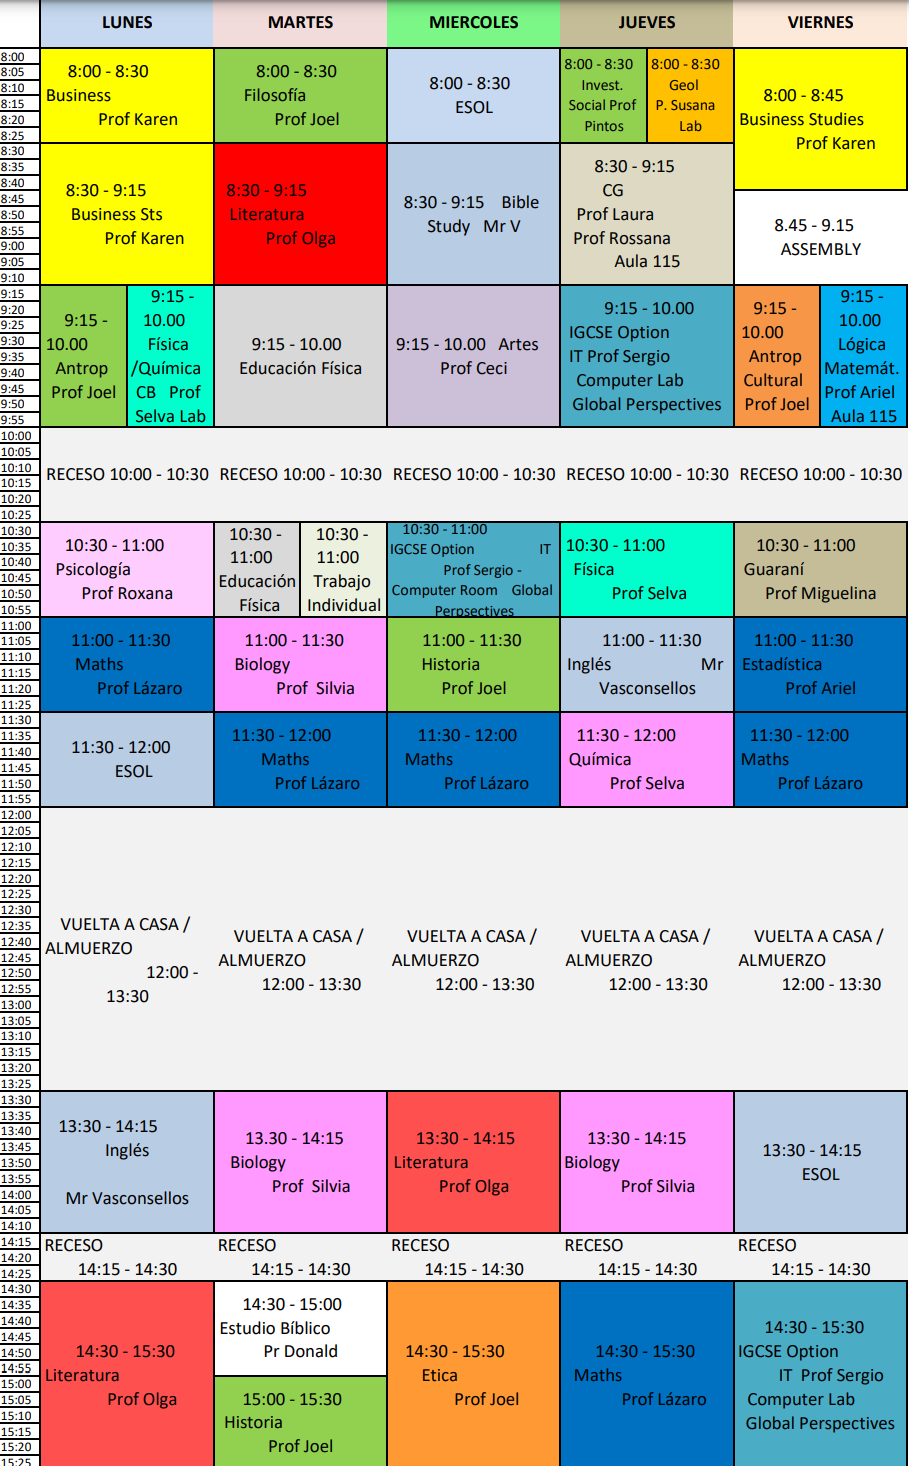 LUNES MARTES MIERCOLES JUEVES VIERNES
8:00
8:05
8:10
8:15
8:20
8:25
8:30
8:35
8:40
8:45
8:50
8:55
9:00
9:05
9:10
9:15
9:20
9:25
9:30
9:35
9:40
9:45
9:50
9:55
10:00
10:05
10:10
10:15
10:20
10:25
10:30
10:35
10:40
10:45
10:50
10:55
11:00
11:05
11:10
11:15
11:20
11:25
11:30
11:35
11:40
11:45
11:50
11:55
12:00
12:05
12:10
12:15
12:20
12:25
12:30
12:35
12:40
12:45
12:50
12:55
13:00
13:05
13:10
13:15
13:20
13:25
13:30
13:35
13:40
13:45
13:50
13:55
14:00
14:05
14:10
14:15
14:20
14:25
14:30
14:35
14:40
14:45
14:50
14:55
15:00
15:05
15:10
15:15
15:20
15:25
8:00 - 8:30
Business
Prof Karen
8:00 - 8:30
Filosofía
Prof Joel
8:00 - 8:30
ESOL
8:00 - 8:30
Invest.
Social Prof
Pintos
8:00 - 8:30
Geol
P. Susana
Lab
8:00 - 8:45
Business Studies
Prof Karen
8:30 - 9:15
Business Sts
Prof Karen
8:30 - 9:15
Literatura
Prof Olga
8:30 - 9:15 Bible
Study Mr V
8:30 - 9:15
CG
Prof Laura
Prof Rossana
Aula 115
8.45 - 9.15
ASSEMBLY
9:15 -
10.00
Antrop
Prof Joel
9:15 -
10.00
Física
/Química
CB Prof
Selva Lab
9:15 - 10.00
Educación Física
9:15 - 10.00 Artes
Prof Ceci
9:15 - 10.00
IGCSE Option
IT Prof Sergio
Computer Lab
Global Perspectives
9:15 -
10.00
Antrop
Cultural
Prof Joel
9:15 -
10.00
Lógica
Matemát.
Prof Ariel
Aula 115
RECESO 10:00 - 10:30 RECESO 10:00 - 10:30 RECESO 10:00 - 10:30 RECESO 10:00 - 10:30 RECESO 10:00 - 10:30
10:30 - 11:00
Psicología
Prof Roxana
10:30 -
11:00
Educación
Física
10:30 -
11:00
Trabajo
Individual
10:30 - 11:00
IGCSE Option IT
Prof Sergio -
Computer Room Global
Perpsectives
10:30 - 11:00
Física
Prof Selva
10:30 - 11:00
Guaraní
Prof Miguelina
11:00 - 11:30
Maths
Prof Lázaro
11:00 - 11:30
Biology
Prof Silvia
11:00 - 11:30
Historia
Prof Joel
11:00 - 11:30
Inglés Mr
Vasconsellos
11:00 - 11:30
Estadística
Prof Ariel
11:30 - 12:00
ESOL
11:30 - 12:00
Maths
Prof Lázaro
11:30 - 12:00
Maths
Prof Lázaro
11:30 - 12:00
Química
Prof Selva
11:30 - 12:00
Maths
Prof Lázaro
VUELTA A CASA /
ALMUERZO
12:00 -
13:30
VUELTA A CASA /
ALMUERZO
12:00 - 13:30
VUELTA A CASA /
ALMUERZO
12:00 - 13:30
VUELTA A CASA /
ALMUERZO
12:00 - 13:30
VUELTA A CASA /
ALMUERZO
12:00 - 13:30
13:30 - 14:15
Inglés
Mr Vasconsellos
13.30 - 14:15
Biology
Prof Silvia
13:30 - 14:15
Literatura
Prof Olga
13:30 - 14:15
Biology
Prof Silvia
13:30 - 14:15
ESOL
RECESO
14:15 - 14:30
RECESO
14:15 - 14:30
RECESO
14:15 - 14:30
RECESO
14:15 - 14:30
RECESO
14:15 - 14:30
14:30 - 15:30
Literatura
Prof Olga
14:30 - 15:00
Estudio Bíblico
Pr Donald
15:00 - 15:30
Historia
Prof Joel
14:30 - 15:30
Etica
Prof Joel
14:30 - 15:30
Maths
Prof Lázaro
14:30 - 15:30
IGCSE Option
IT Prof Sergio
Computer Lab
Global Perspectives